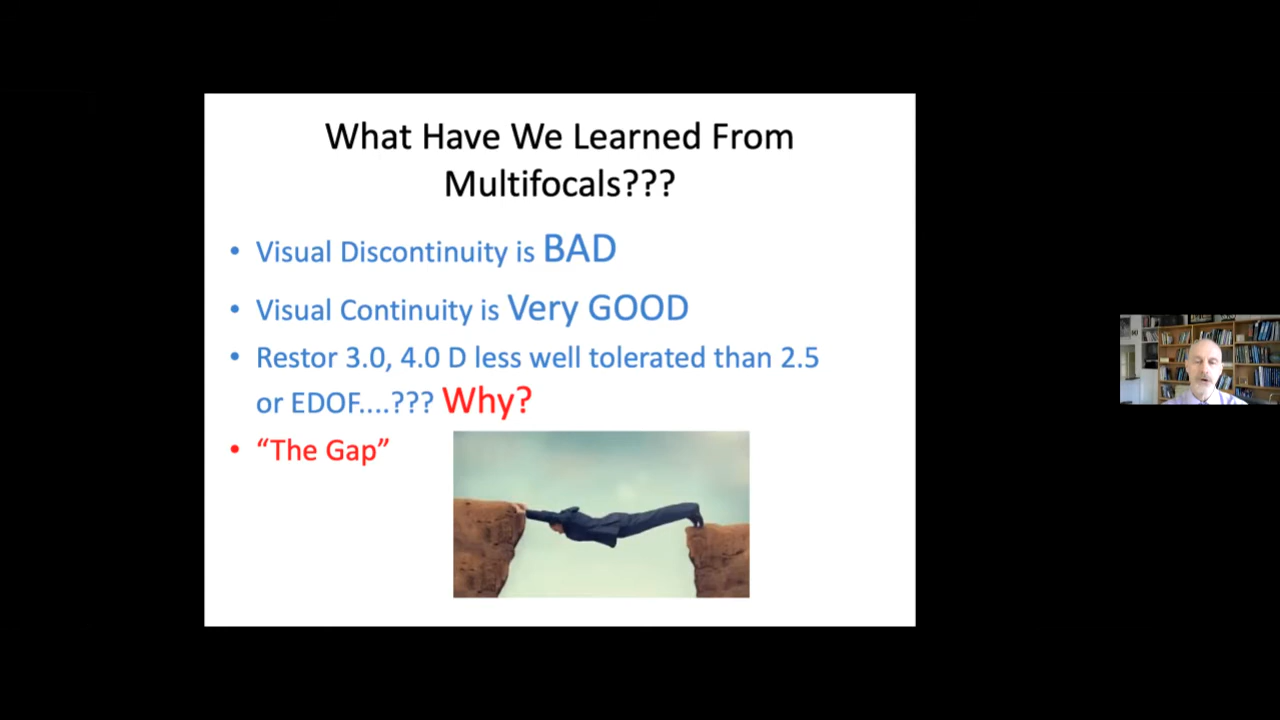 What Have We Learned From
Multifocals???
• Visual Discontinuity is BAD
• Visual Continuity is Very GOOD
• Restor 3.0, 4.0 D less well tolerated than 2.5
or EDOF....??? Why?
• “The Gap”